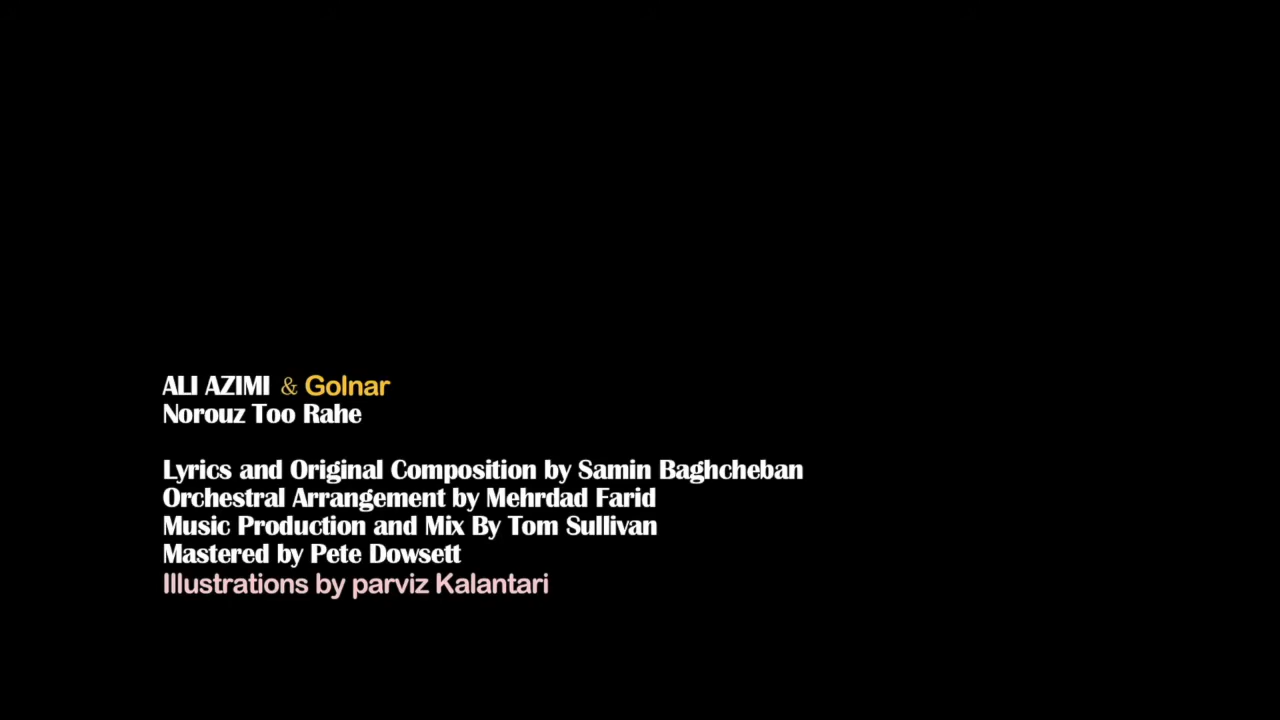 ALI AZIMI & Golnar
Norouz Too Rahe
Lyrics and Original Composition by Samin Baghcheban
Orchestral Arrangement by Mehrdad Farid
Music Production and Mix By Tom Sullivan
Mastered by Pete Dowsett
Illustrations by parviz Kalantari